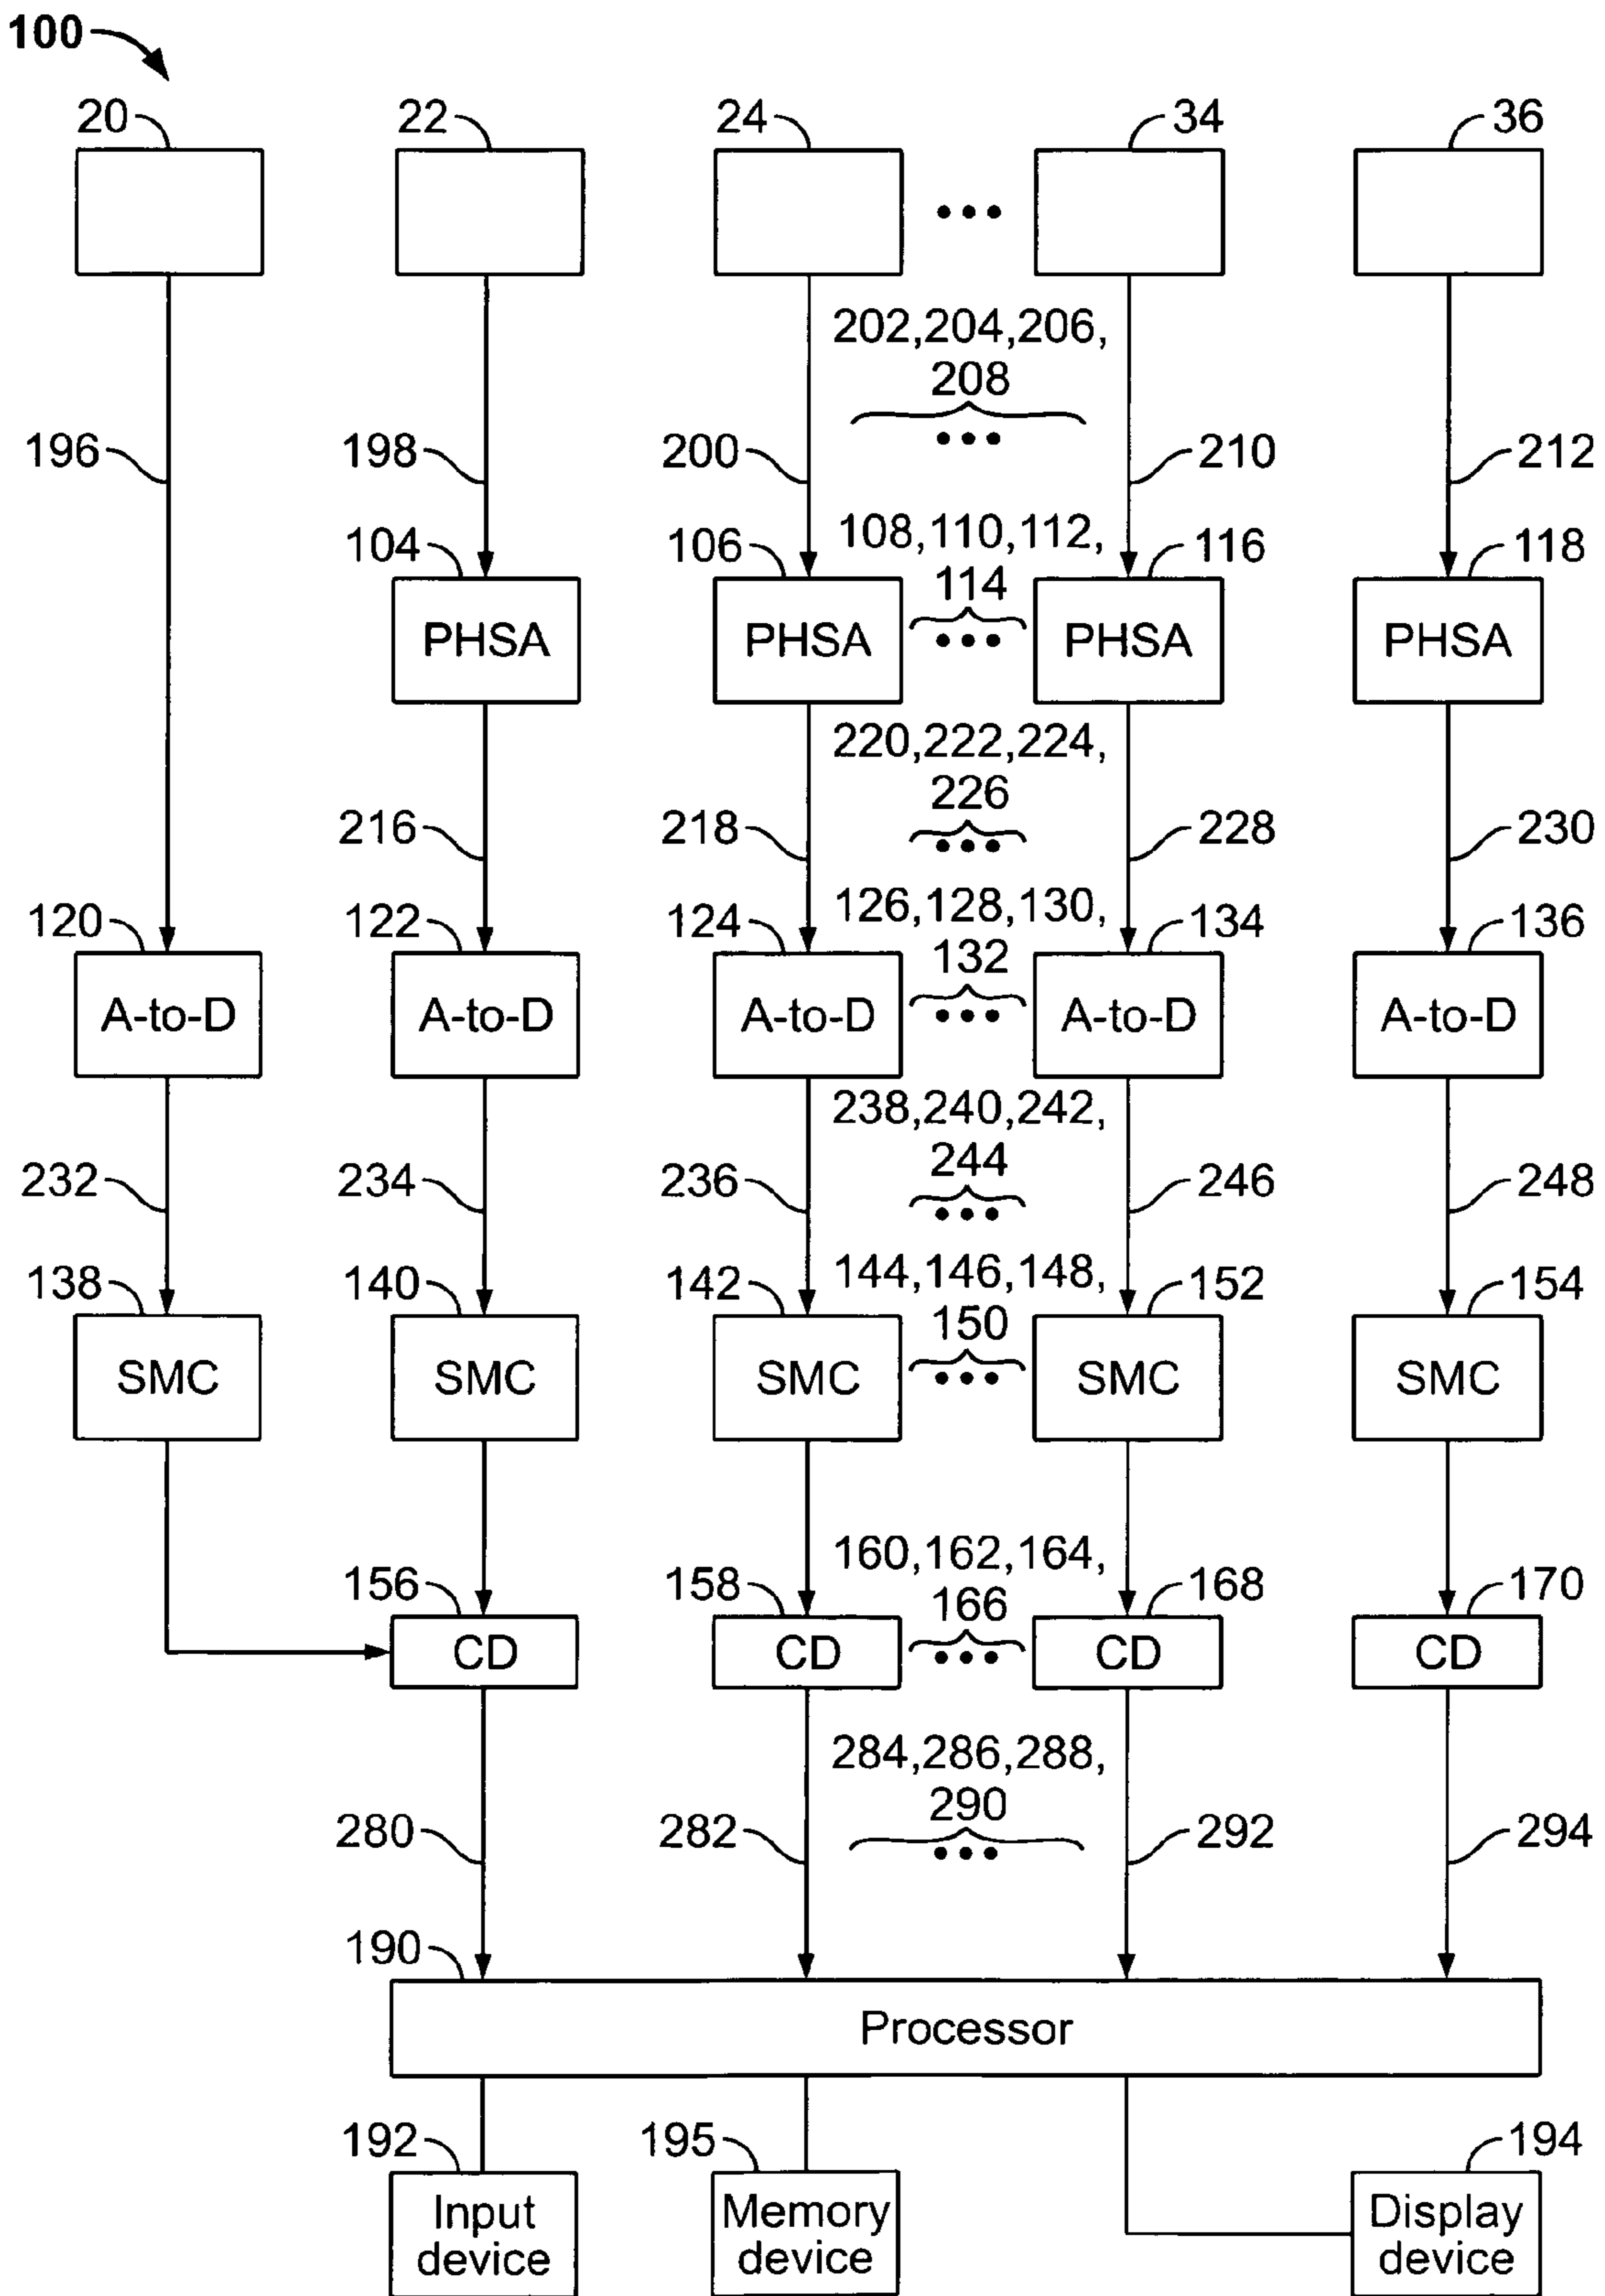 100
20 22 24 34 36
202,204,206,
208
196 198 200 210 212
108,110,112,
104 106 116 118
114
PHSA PHSA PHSA PHSA
220,222,224,
226
216 218 228 230
126,128,130,
120 122 124 134 136
132
A-to-D A-to-D A-to-D A-to-D A-to-D
238,240,242,
244
232 234 236 246 248
144,146,148,
138 140 142 152 154
150
SMC SMC SMC SMC SMC
160,162,164,
156 158 168 170
166
CD CD CD CD
284,286,288,
290
280 282 292 294
190
Processor
192 195 194
Input Memory Display
device device device